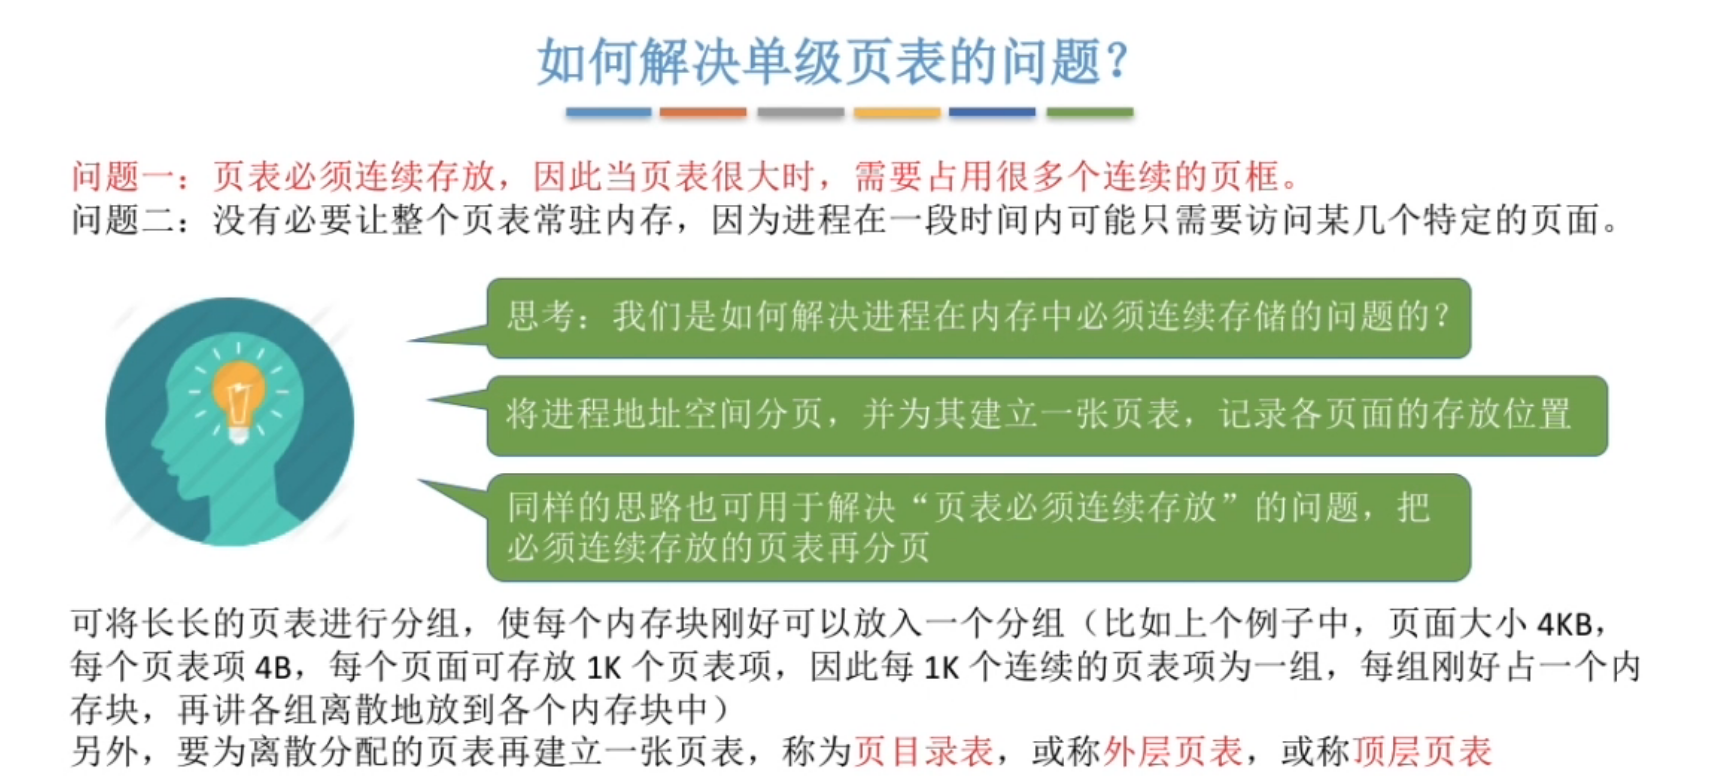 如何解决单级页表的问题？
问题一：页表必须连续存放，因此当页表很大时，需要占用很多个连续的页框。
问题二：没有必要让整个页表常驻内存，因为进程在一段时间内可能只需要访问某几个特定的页面。
思考：我们是如何解决进程在内存中必须连续存储的问题的？
将进程地址空间分页，并为其建立一张页表，记录各页面的存放位置
同样的思路也可用于解决“页表必须连续存放”的问题，把
必须连续存放的页表再分页
可将长长的页表进行分组，使每个内存块刚好可以放入一个分组（比如上个例子中，页面大小 4KB，
每个页表项 4B，每个页面可存放 1K 个页表项，因此每 1K 个连续的页表项为一组，每组刚好占一个内
存块，再讲各组离散地放到各个内存块中）
另外，要为离散分配的页表再建立一张页表，称为页目录表，或称外层页表，或称顶层页表